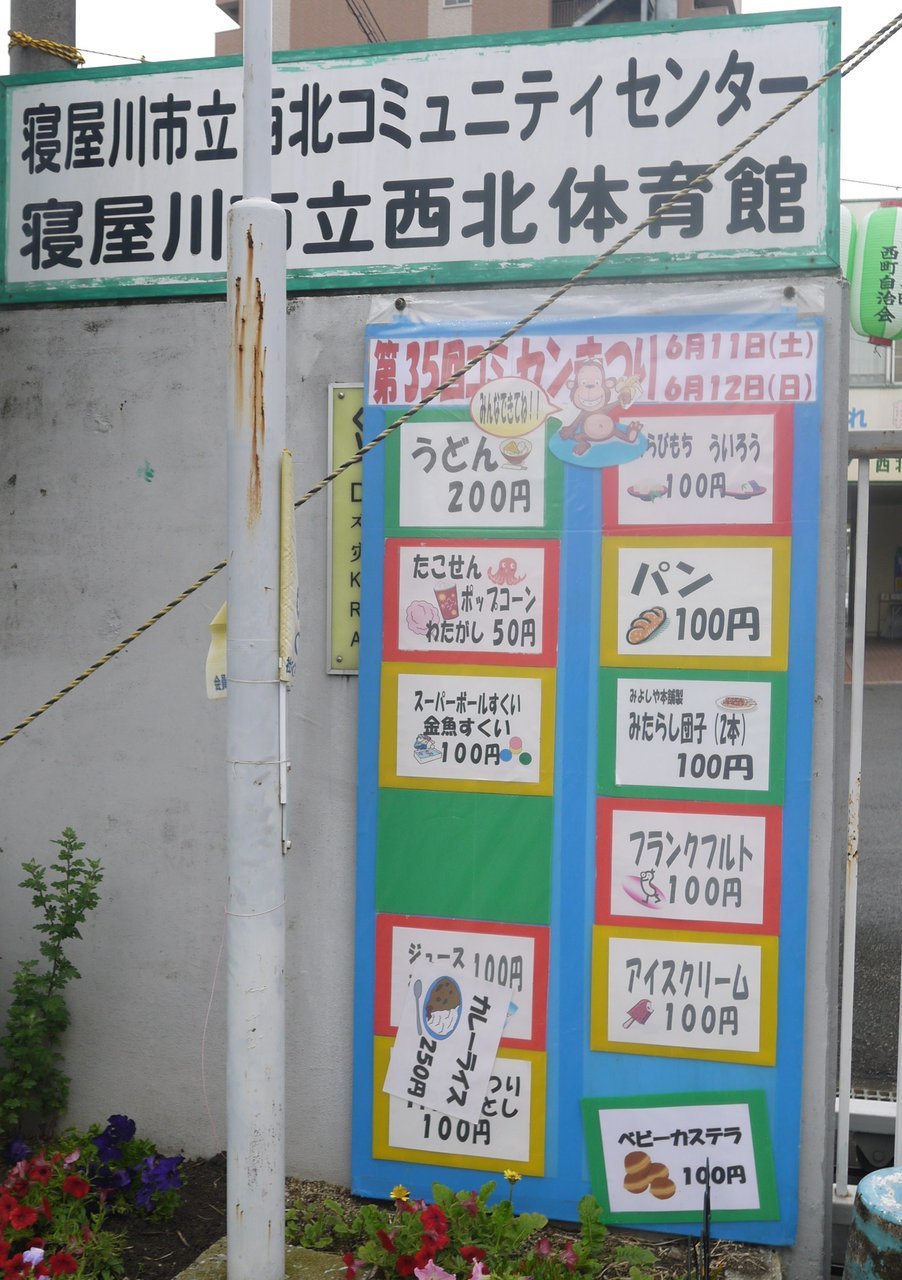 寝屋川市立西北コミュニティセンター
寝屋川市立西北体育館
西町自治会
第35回コミセンまつり
6月11日(土)
6月12日(日)
みんなできてね!!
うどん
200円
らびもち ういろう
100円
たこせん
ポップコーン
わたがし 50円
パン
100円
スーパーボールすくい
金魚すくい
100円
みよしや本舗製
みたらし団子(2本)
100円
フランクフルト
100円
ジュース 100円
カレーライス
250円
アイスクリーム
100円
つり
とし
100円
ベビーカステラ
100円